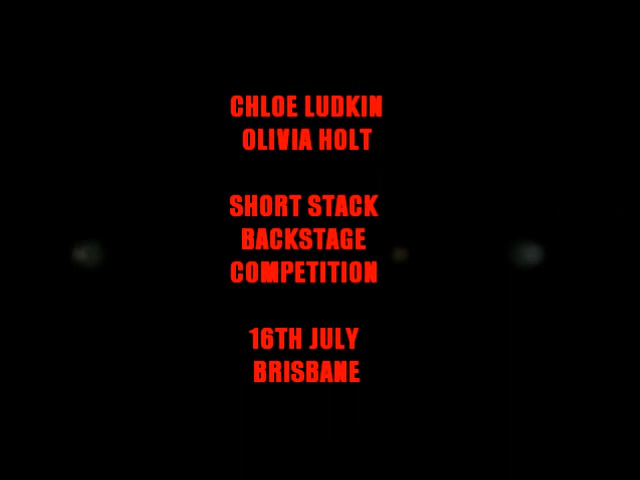 CHLOE LUDKIN
OLIVIA HOLT
SHORT STACK
BACKSTAGE
COMPETITION
16TH JULY
BRISBANE